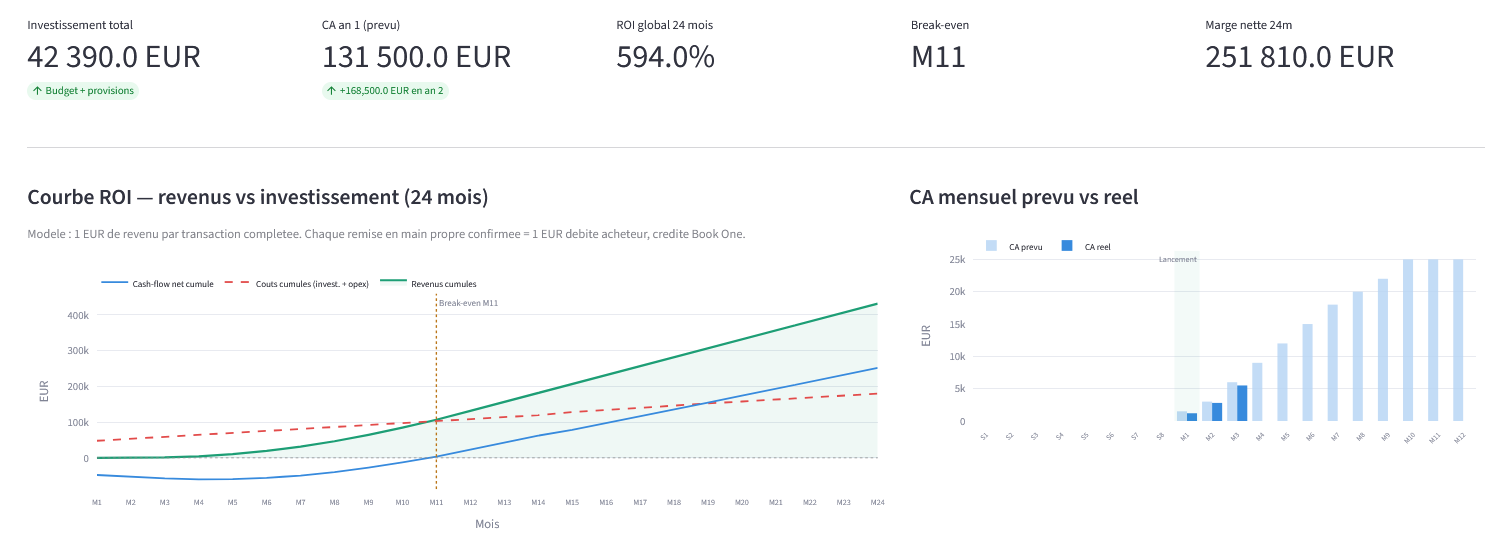 Investissement total
42 390.0 EUR
↑ Budget + provisions
CA an 1 (prevu)
131 500.0 EUR
↑ +168,500.0 EUR en an 2
ROI global 24 mois
594.0%
Break-even
M11
Marge nette 24m
251 810.0 EUR
Courbe ROI — revenus vs investissement (24 mois)
Modele : 1 EUR de revenu par transaction completee. Chaque remise en main propre confirmee = 1 EUR debite acheteur, credite Book One.
Cash-flow net cumule
Couts cumules (invest. + opex)
Revenus cumules
Break-even M11
400k
300k
200k
100k
0
EUR
M1 M2 M3 M4 M5 M6 M7 M8 M9 M10 M11 M12 M13 M14 M15 M16 M17 M18 M19 M20 M21 M22 M23 M24
Mois
CA mensuel prevu vs reel
CA prevu
CA reel
Lancement
25k
20k
15k
10k
5k
0
EUR
S1 S2 S3 S4 S5 S6 S7 S8 M1 M2 M3 M4 M5 M6 M7 M8 M9 M10 M11 M12